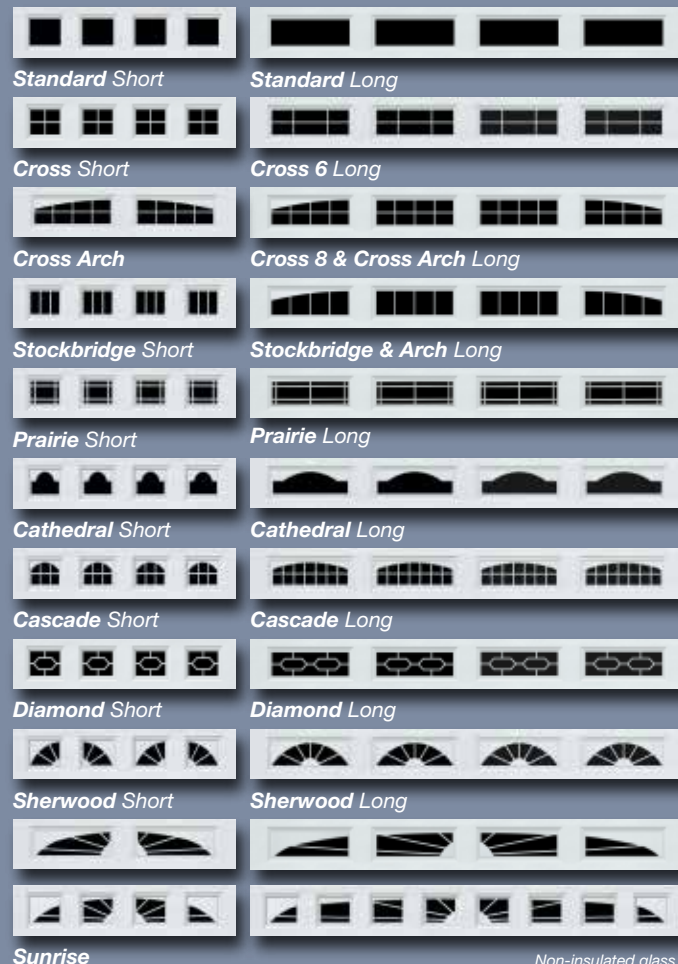 Standard Short
Standard Long
Cross Short
Cross 6 Long
Cross Arch
Cross 8 & Cross Arch Long
Stockbridge Short
Stockbridge & Arch Long
Prairie Short
Prairie Long
Cathedral Short
Cathedral Long
Cascade Short
Cascade Long
Diamond Short
Diamond Long
Sherwood Short
Sherwood Long
Sunrise
Non-insulated glass